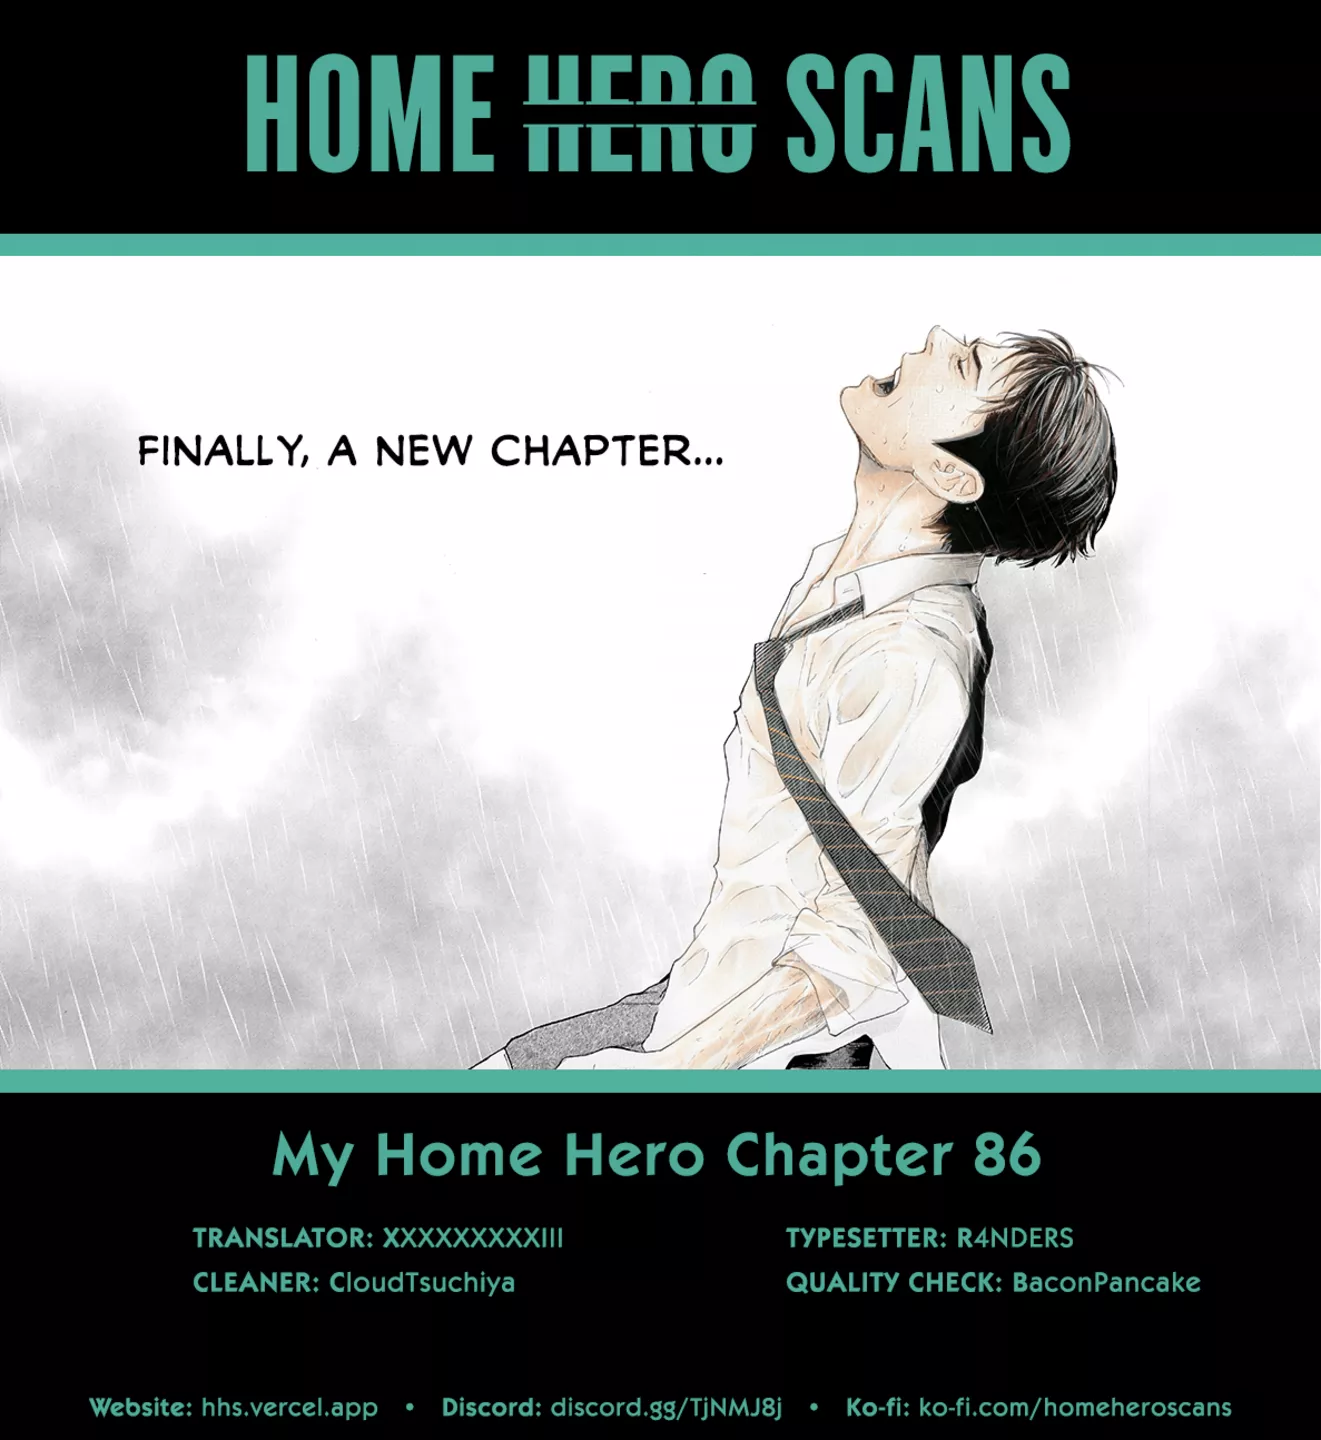 HOME HERO SCANS
FINALLY, A NEW CHAPTER...
My Home Hero Chapter 86
TRANSLATOR: XXXXXXXXXXIII
TYPESETTER: R4NDERS
CLEANER: CloudTsuchiya
QUALITY CHECK: BaconPancake
Website: hhs.vercel.app • Discord: discord.gg/TjNMJ8j • Ko-fi: ko-fi.com/homeheroscans